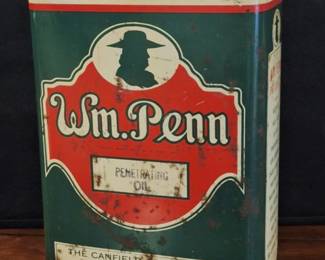 Wm. Penn
PENETRATING
OIL
THE CANFIELD